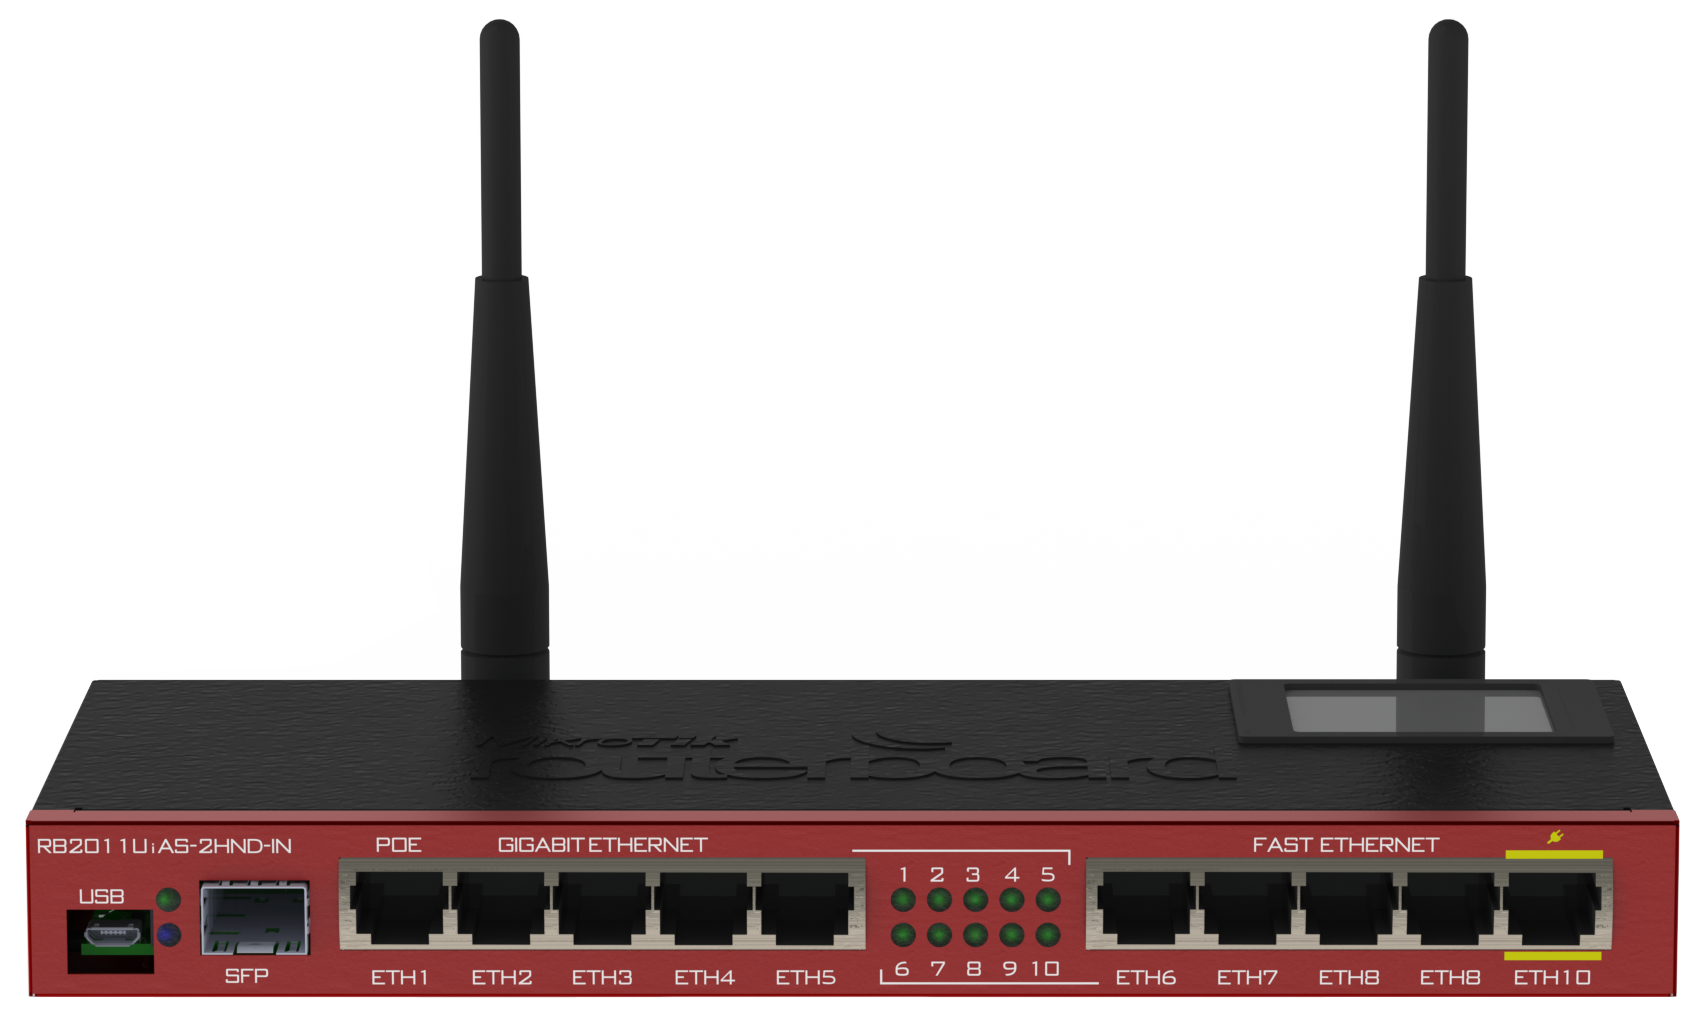 MikroTik
routerboard
RB2011UiAS-2HND-IN
POE
GIGABIT ETHERNET
FAST ETHERNET
USB
1 2 3 4 5
6 7 8 9 10
SFP
ETH1 ETH2 ETH3 ETH4 ETH5
ETH6 ETH7 ETH8 ETH8 ETH10